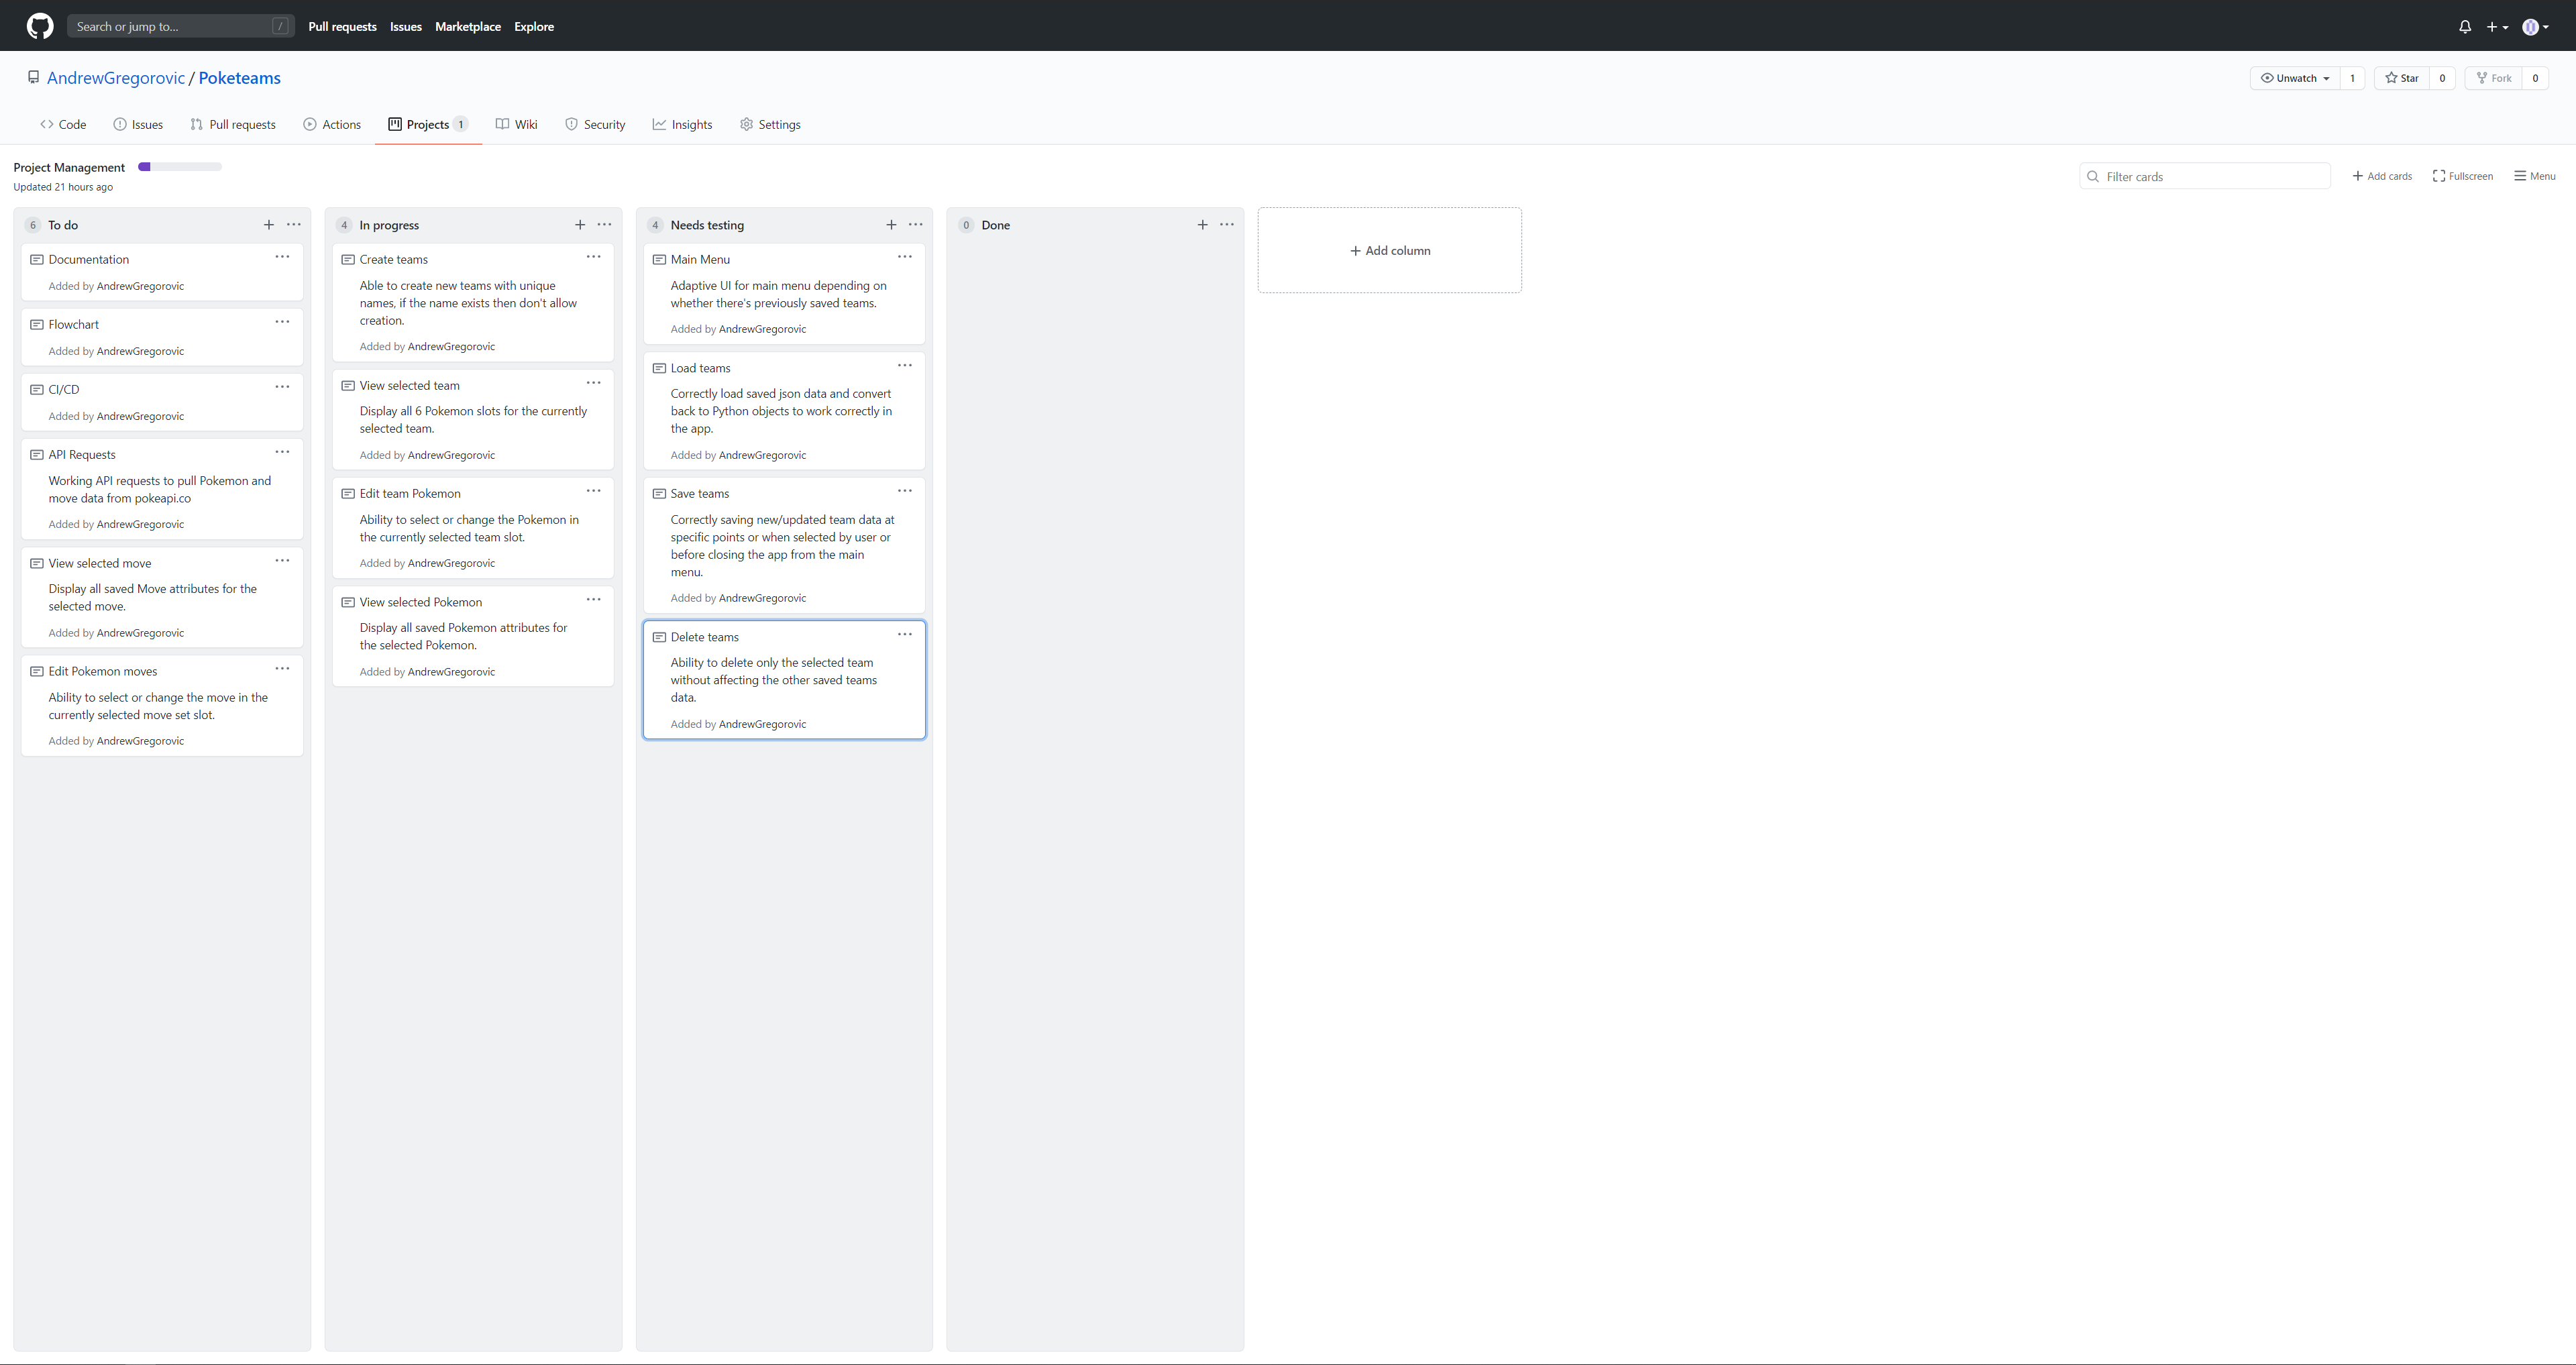 Search or jump to... /
Pull requests Issues Marketplace Explore
AndrewGregorovic / Poketeams
Unwatch 1 Star 0 Fork 0
Code Issues Pull requests Actions Projects 1 Wiki Security Insights Settings
Project Management
Updated 21 hours ago
Filter cards
Add cards Fullscreen Menu
6 To do
Documentation
Added by AndrewGregorovic
Flowchart
Added by AndrewGregorovic
CI/CD
Added by AndrewGregorovic
API Requests
Working API requests to pull Pokemon and
move data from pokeapi.co
Added by AndrewGregorovic
View selected move
Display all saved Move attributes for the
selected move.
Added by AndrewGregorovic
Edit Pokemon moves
Ability to select or change the move in the
currently selected move set slot.
Added by AndrewGregorovic
4 In progress
Create teams
Able to create new teams with unique
names, if the name exists then don't allow
creation.
Added by AndrewGregorovic
View selected team
Display all 6 Pokemon slots for the currently
selected team.
Added by AndrewGregorovic
Edit team Pokemon
Ability to select or change the Pokemon in
the currently selected team slot.
Added by AndrewGregorovic
View selected Pokemon
Display all saved Pokemon attributes for
the selected Pokemon.
Added by AndrewGregorovic
4 Needs testing
Main Menu
Adaptive UI for main menu depending on
whether there's previously saved teams.
Added by AndrewGregorovic
Load teams
Correctly load saved json data and convert
back to Python objects to work correctly in
the app.
Added by AndrewGregorovic
Save teams
Correctly saving new/updated team data at
specific points or when selected by user or
before closing the app from the main
menu.
Added by AndrewGregorovic
Delete teams
Ability to delete only the selected team
without affecting the other saved teams
data.
Added by AndrewGregorovic
0 Done
Add column